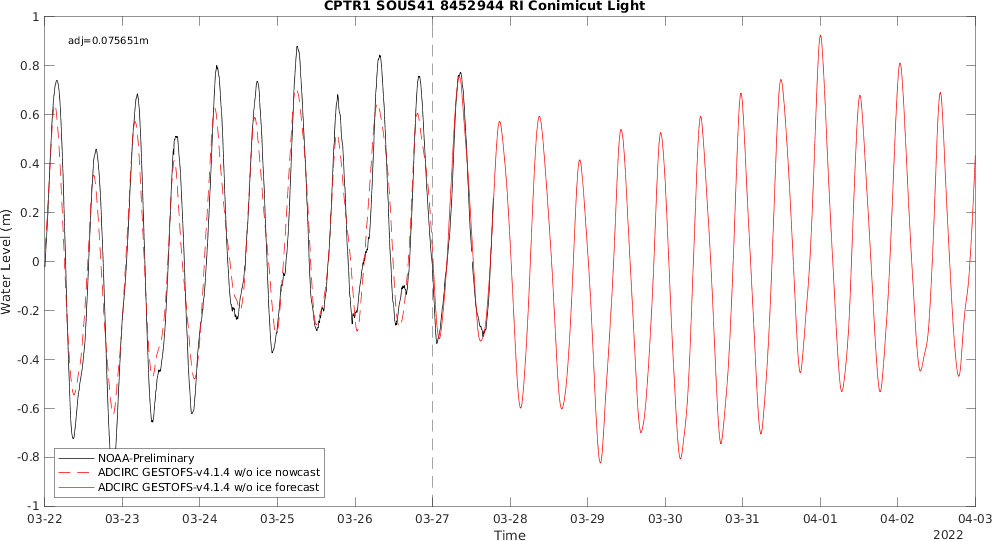 CPTR1 SOUS41 8452944 RI Conimicut Light
adj=0.075651m
Water Level (m)
1
0.8
0.6
0.4
0.2
0
-0.2
-0.4
-0.6
-0.8
-1
NOAA-Preliminary
ADCIRC GESTOFS-v4.1.4 w/o ice nowcast
ADCIRC GESTOFS-v4.1.4 w/o ice forecast
03-22 03-23 03-24 03-25 03-26 03-27 03-28 03-29 03-30 03-31 04-01 04-02 04-03
Time
2022